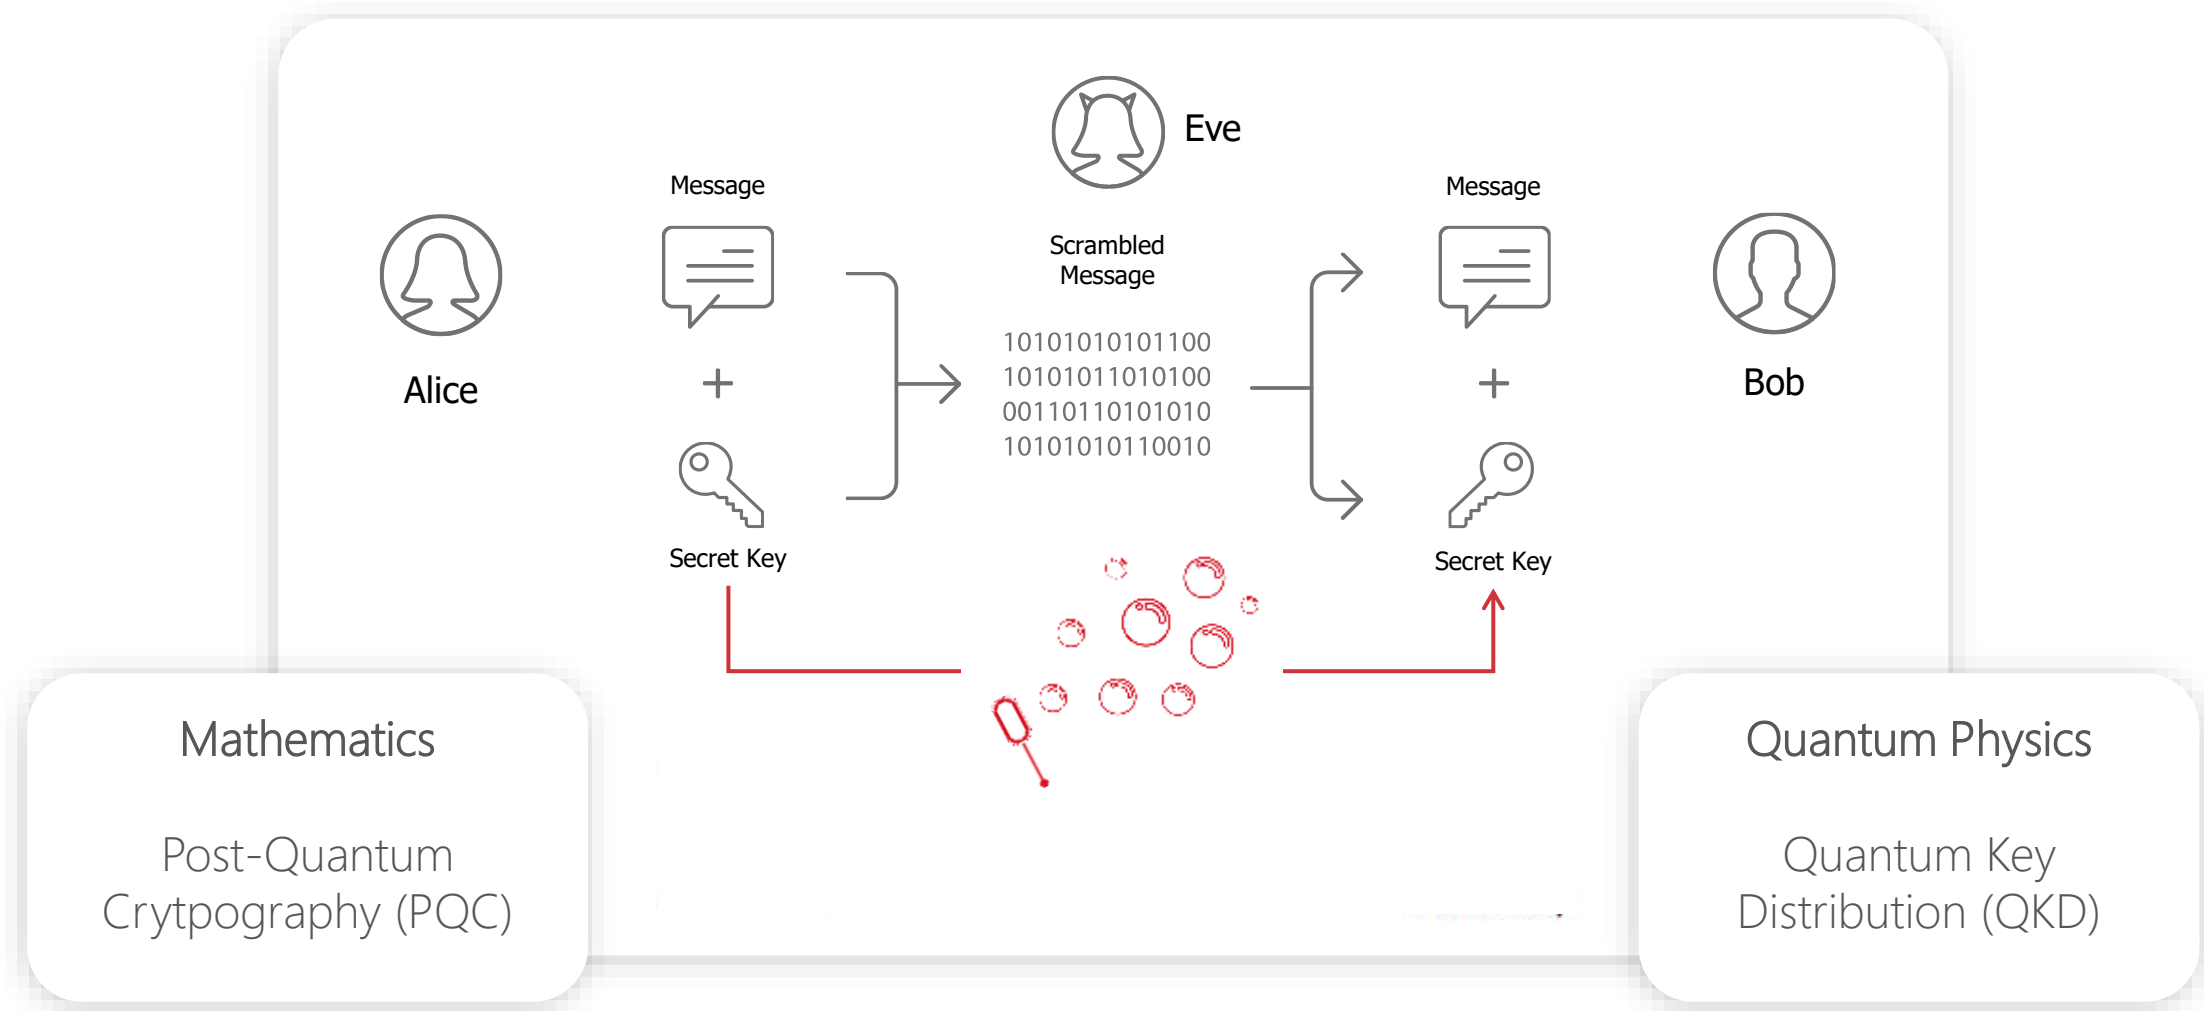 Eve
Message
Message
Scrambled
Message
10101010101100
10101011010100
00110110101010
10101010110010
Alice
Bob
Secret Key
Secret Key
Mathematics
Post-Quantum
Crytpography (PQC)
Quantum Physics
Quantum Key
Distribution (QKD)